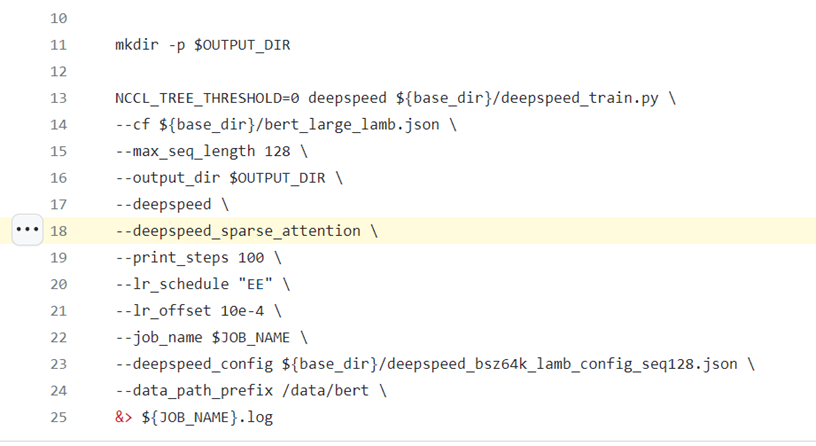 10
11 mkdir -p $OUTPUT_DIR
12
13 NCCL_TREE_THRESHOLD=0 deepspeed ${base_dir}/deepspeed_train.py \
14 --cf ${base_dir}/bert_large_lamb.json \
15 --max_seq_length 128 \
16 --output_dir $OUTPUT_DIR \
17 --deepspeed \
18 --deepspeed_sparse_attention \
19 --print_steps 100 \
20 --lr_schedule "EE" \
21 --lr_offset 10e-4 \
22 --job_name $JOB_NAME \
23 --deepspeed_config ${base_dir}/deepspeed_bsz64k_lamb_config_seq128.json \
24 --data_path_prefix /data/bert \
25 &> ${JOB_NAME}.log